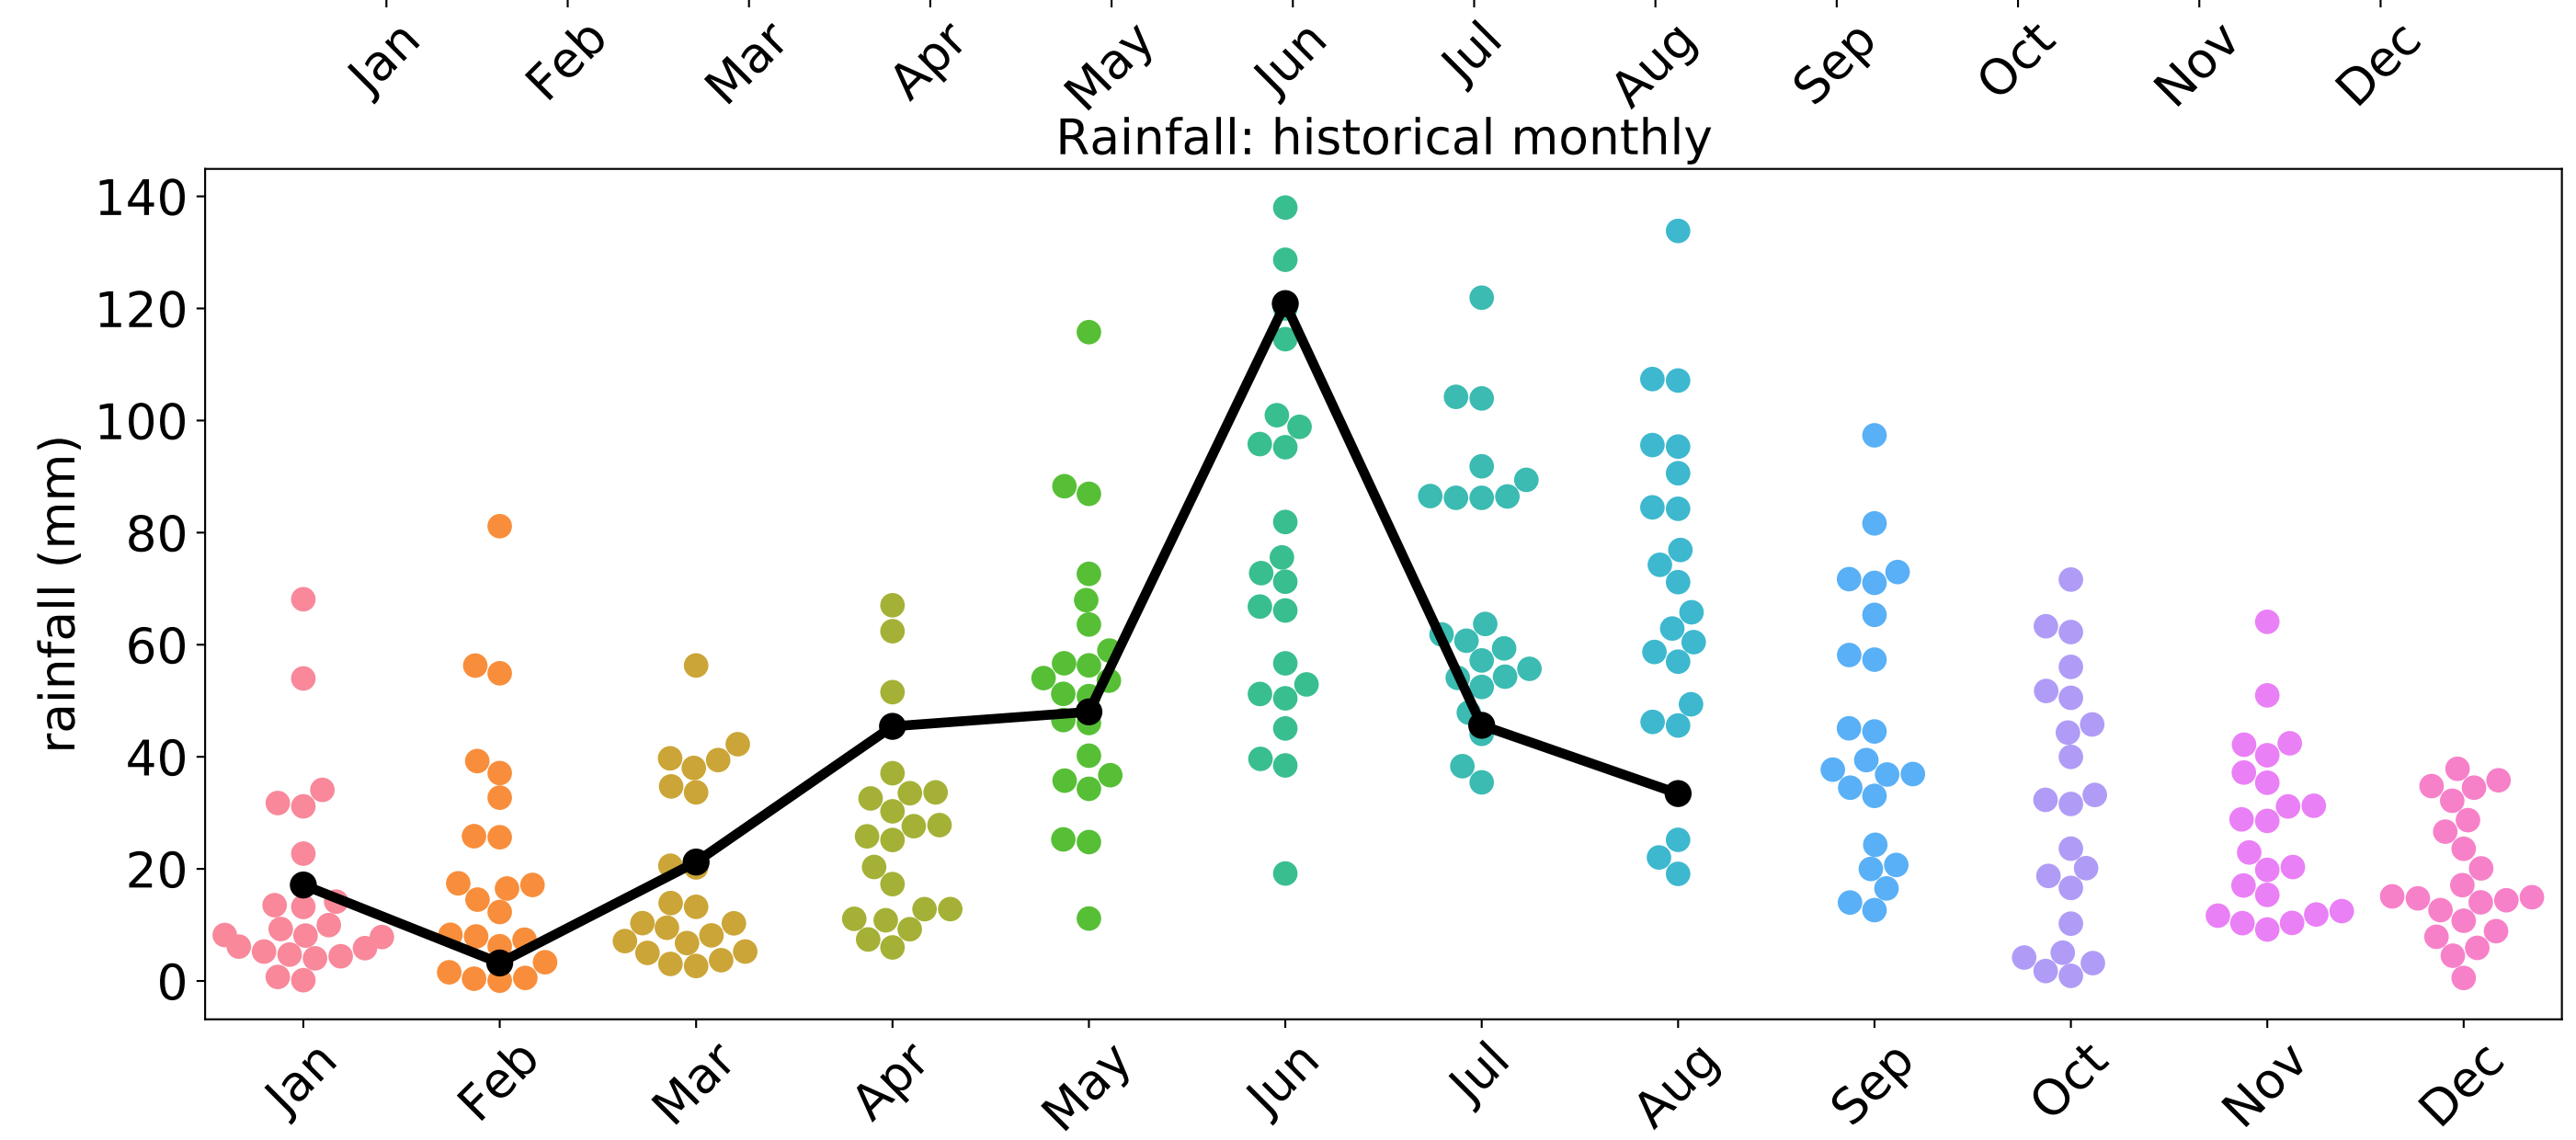 Jan Feb Mar Apr May Jun Jul Aug Sep Oct Nov Dec
Rainfall: historical monthly
rainfall (mm)
140
120
100
80
60
40
20
0
Jan Feb Mar Apr May Jun Jul Aug Sep Oct Nov Dec